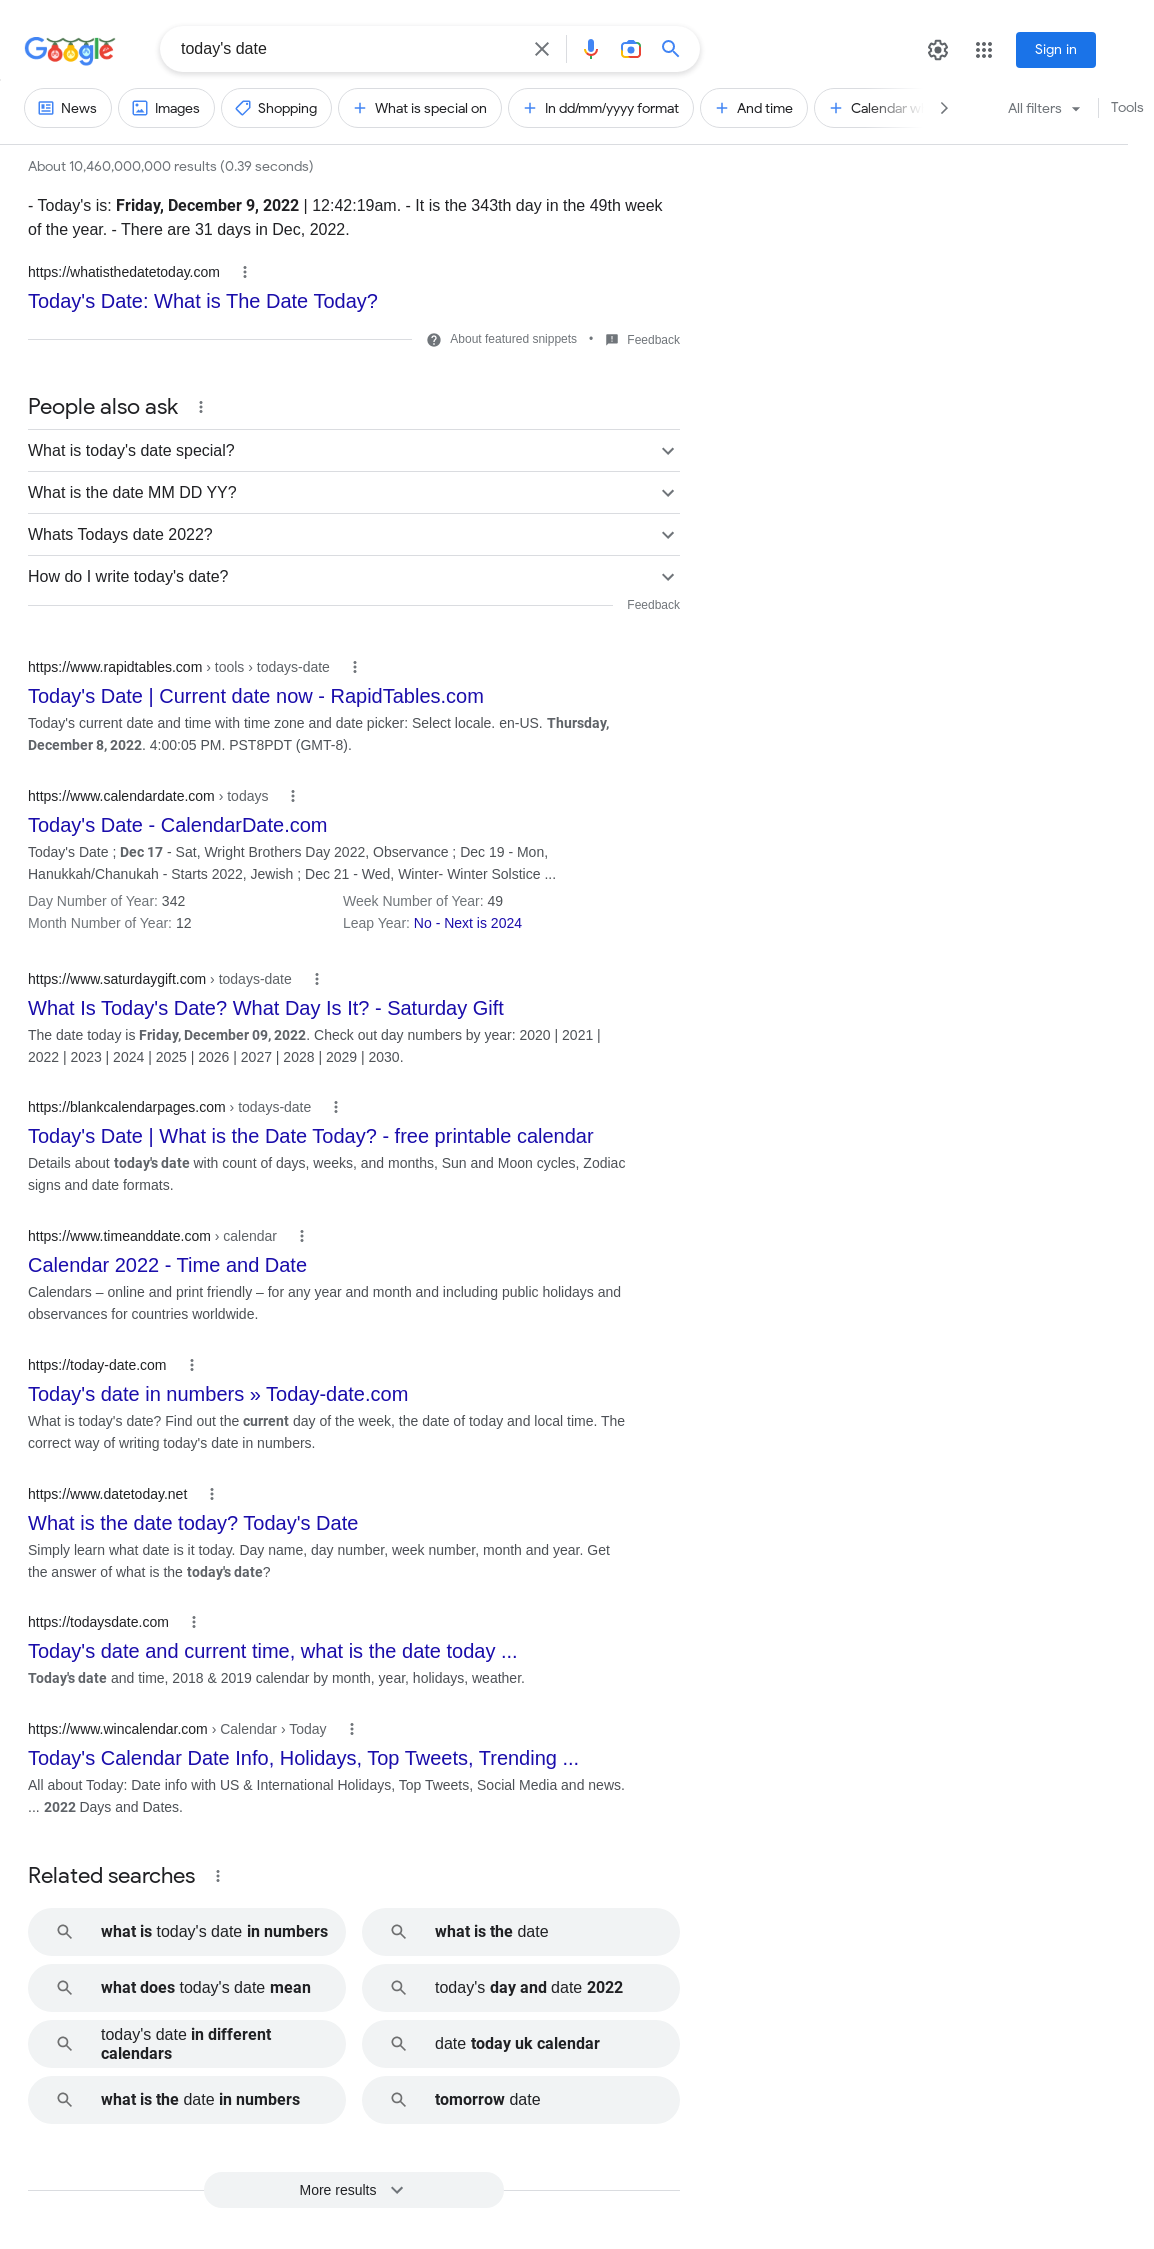 Google
today's date
Sign in
News
Images
Shopping
What is special on
In dd/mm/yyyy format
And time
Calendar w
All filters
Tools
About 10,460,000,000 results (0.39 seconds)
- Today's is: Friday, December 9, 2022 | 12:42:19am. - It is the 343th day in the 49th week
of the year. - There are 31 days in Dec, 2022.
https://whatisthedatetoday.com
Today's Date: What is The Date Today?
About featured snippets • Feedback
People also ask
What is today's date special?
What is the date MM DD YY?
Whats Todays date 2022?
How do I write today's date?
Feedback
https://www.rapidtables.com › tools › todays-date
Today's Date | Current date now - RapidTables.com
Today's current date and time with time zone and date picker: Select locale. en-US. Thursday,
December 8, 2022. 4:00:05 PM. PST8PDT (GMT-8).
https://www.calendardate.com › todays
Today's Date - CalendarDate.com
Today's Date ; Dec 17 - Sat, Wright Brothers Day 2022, Observance ; Dec 19 - Mon,
Hanukkah/Chanukah - Starts 2022, Jewish ; Dec 21 - Wed, Winter- Winter Solstice ...
Day Number of Year: 342
Week Number of Year: 49
Month Number of Year: 12
Leap Year: No - Next is 2024
https://www.saturdaygift.com › todays-date
What Is Today's Date? What Day Is It? - Saturday Gift
The date today is Friday, December 09, 2022. Check out day numbers by year: 2020 | 2021 |
2022 | 2023 | 2024 | 2025 | 2026 | 2027 | 2028 | 2029 | 2030.
https://blankcalendarpages.com › todays-date
Today's Date | What is the Date Today? - free printable calendar
Details about today's date with count of days, weeks, and months, Sun and Moon cycles, Zodiac
signs and date formats.
https://www.timeanddate.com › calendar
Calendar 2022 - Time and Date
Calendars – online and print friendly – for any year and month and including public holidays and
observances for countries worldwide.
https://today-date.com
Today's date in numbers » Today-date.com
What is today's date? Find out the current day of the week, the date of today and local time. The
correct way of writing today's date in numbers.
https://www.datetoday.net
What is the date today? Today's Date
Simply learn what date is it today. Day name, day number, week number, month and year. Get
the answer of what is the today's date?
https://todaysdate.com
Today's date and current time, what is the date today ...
Today's date and time, 2018 & 2019 calendar by month, year, holidays, weather.
https://www.wincalendar.com › Calendar › Today
Today's Calendar Date Info, Holidays, Top Tweets, Trending ...
All about Today: Date info with US & International Holidays, Top Tweets, Social Media and news.
... 2022 Days and Dates.
Related searches
what is today's date in numbers
what is the date
what does today's date mean
today's day and date 2022
today's date in different
calendars
date today uk calendar
what is the date in numbers
tomorrow date
More results